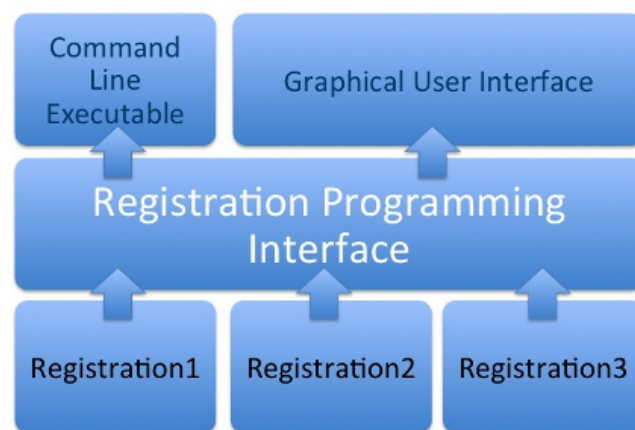 Command
Line
Executable
Graphical User Interface
Registration Programming
Interface
Registration1
Registration2
Registration3